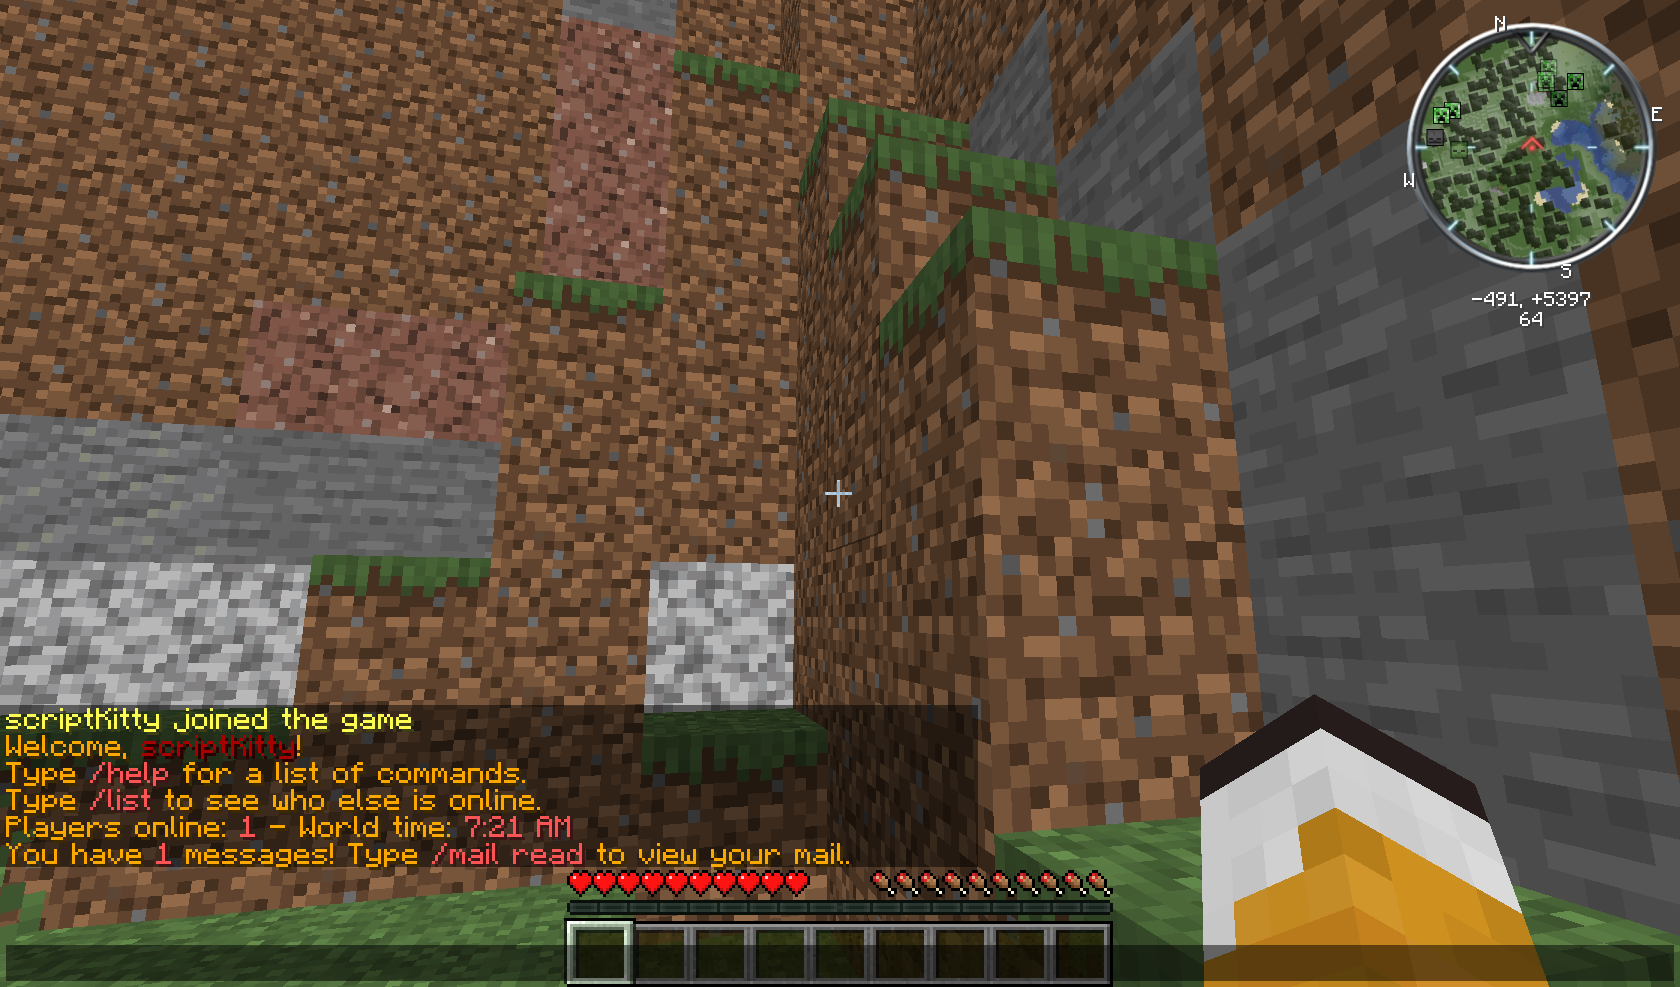 N
E
W
S
-491, +5397
64
scriptKitty joined the game
Welcome, scriptKitty!
Type /help for a list of commands.
Type /list to see who else is online.
Players online: 1 - World time: 7:21 AM
You have 1 messages! Type /mail read to view your mail.